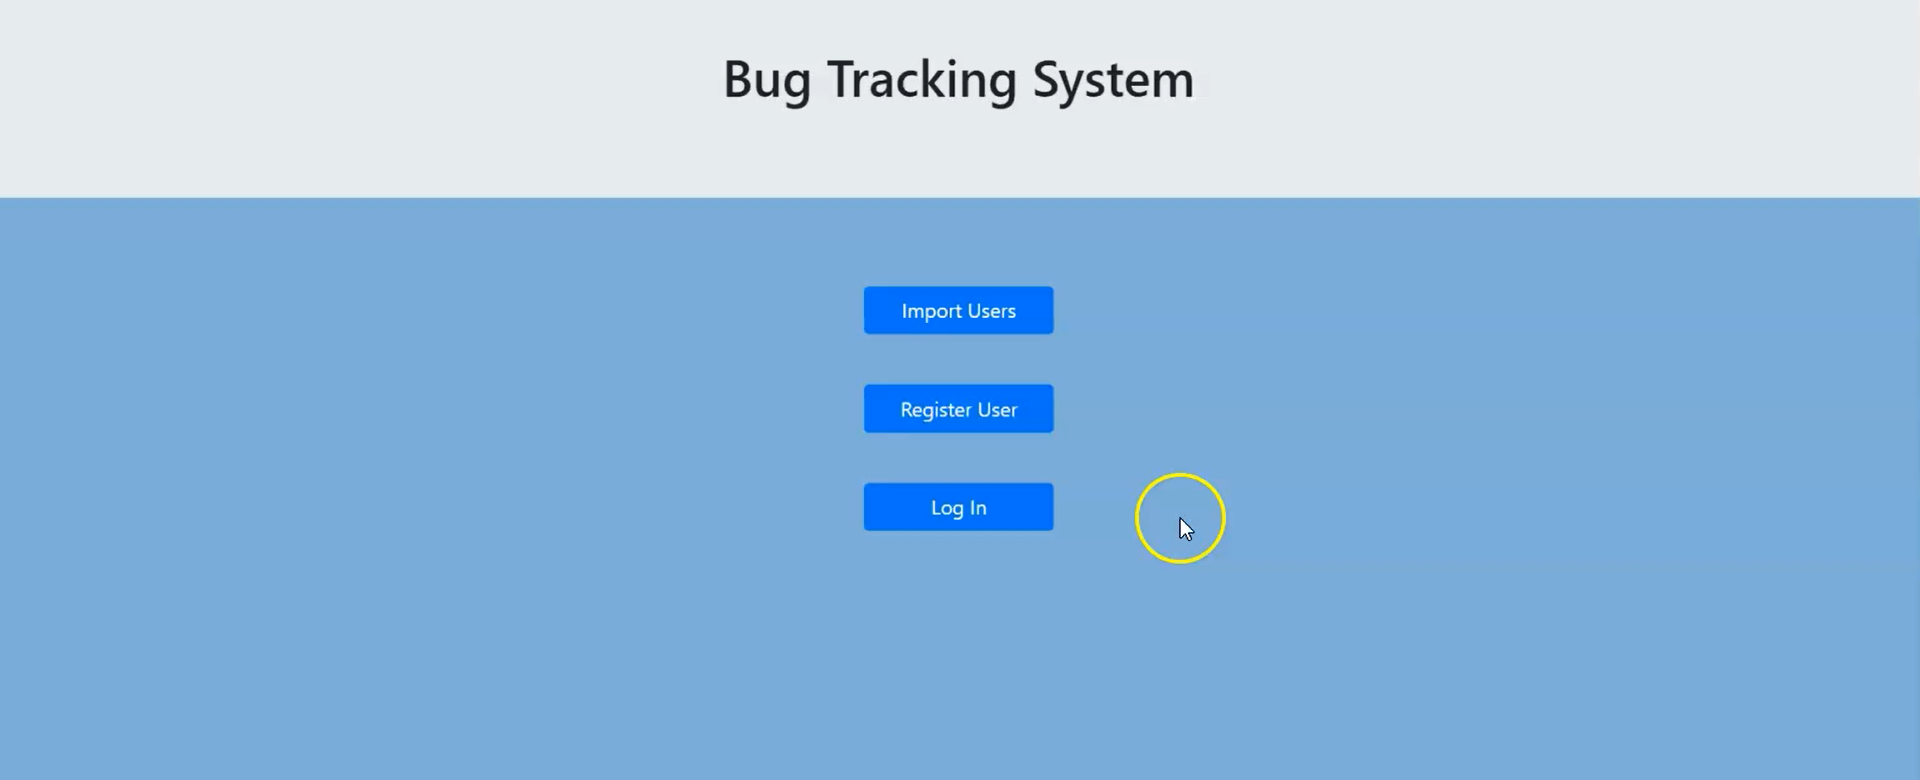 Bug Tracking System
Import Users
Register User
Log In